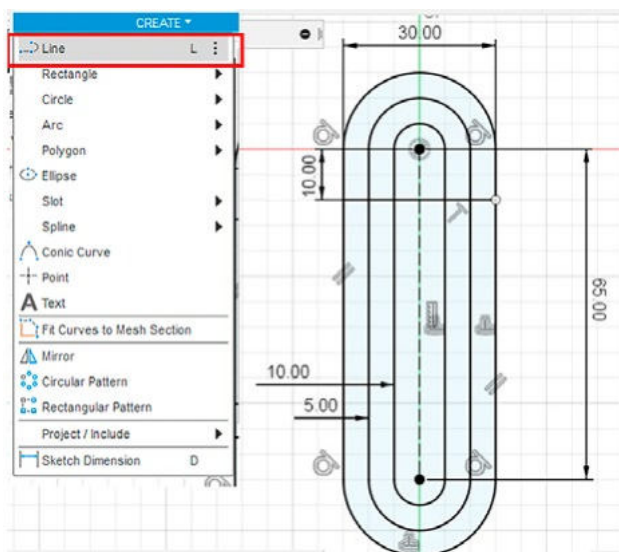 CREATE
Line L
Rectangle
Circle
Arc
Polygon
Ellipse
Slot
Spline
Conic Curve
Point
A Text
Fit Curves to Mesh Section
Mirror
Circular Pattern
Rectangular Pattern
Project / Include
Sketch Dimension D
30.00
10.00
65.00
10.00
5.00